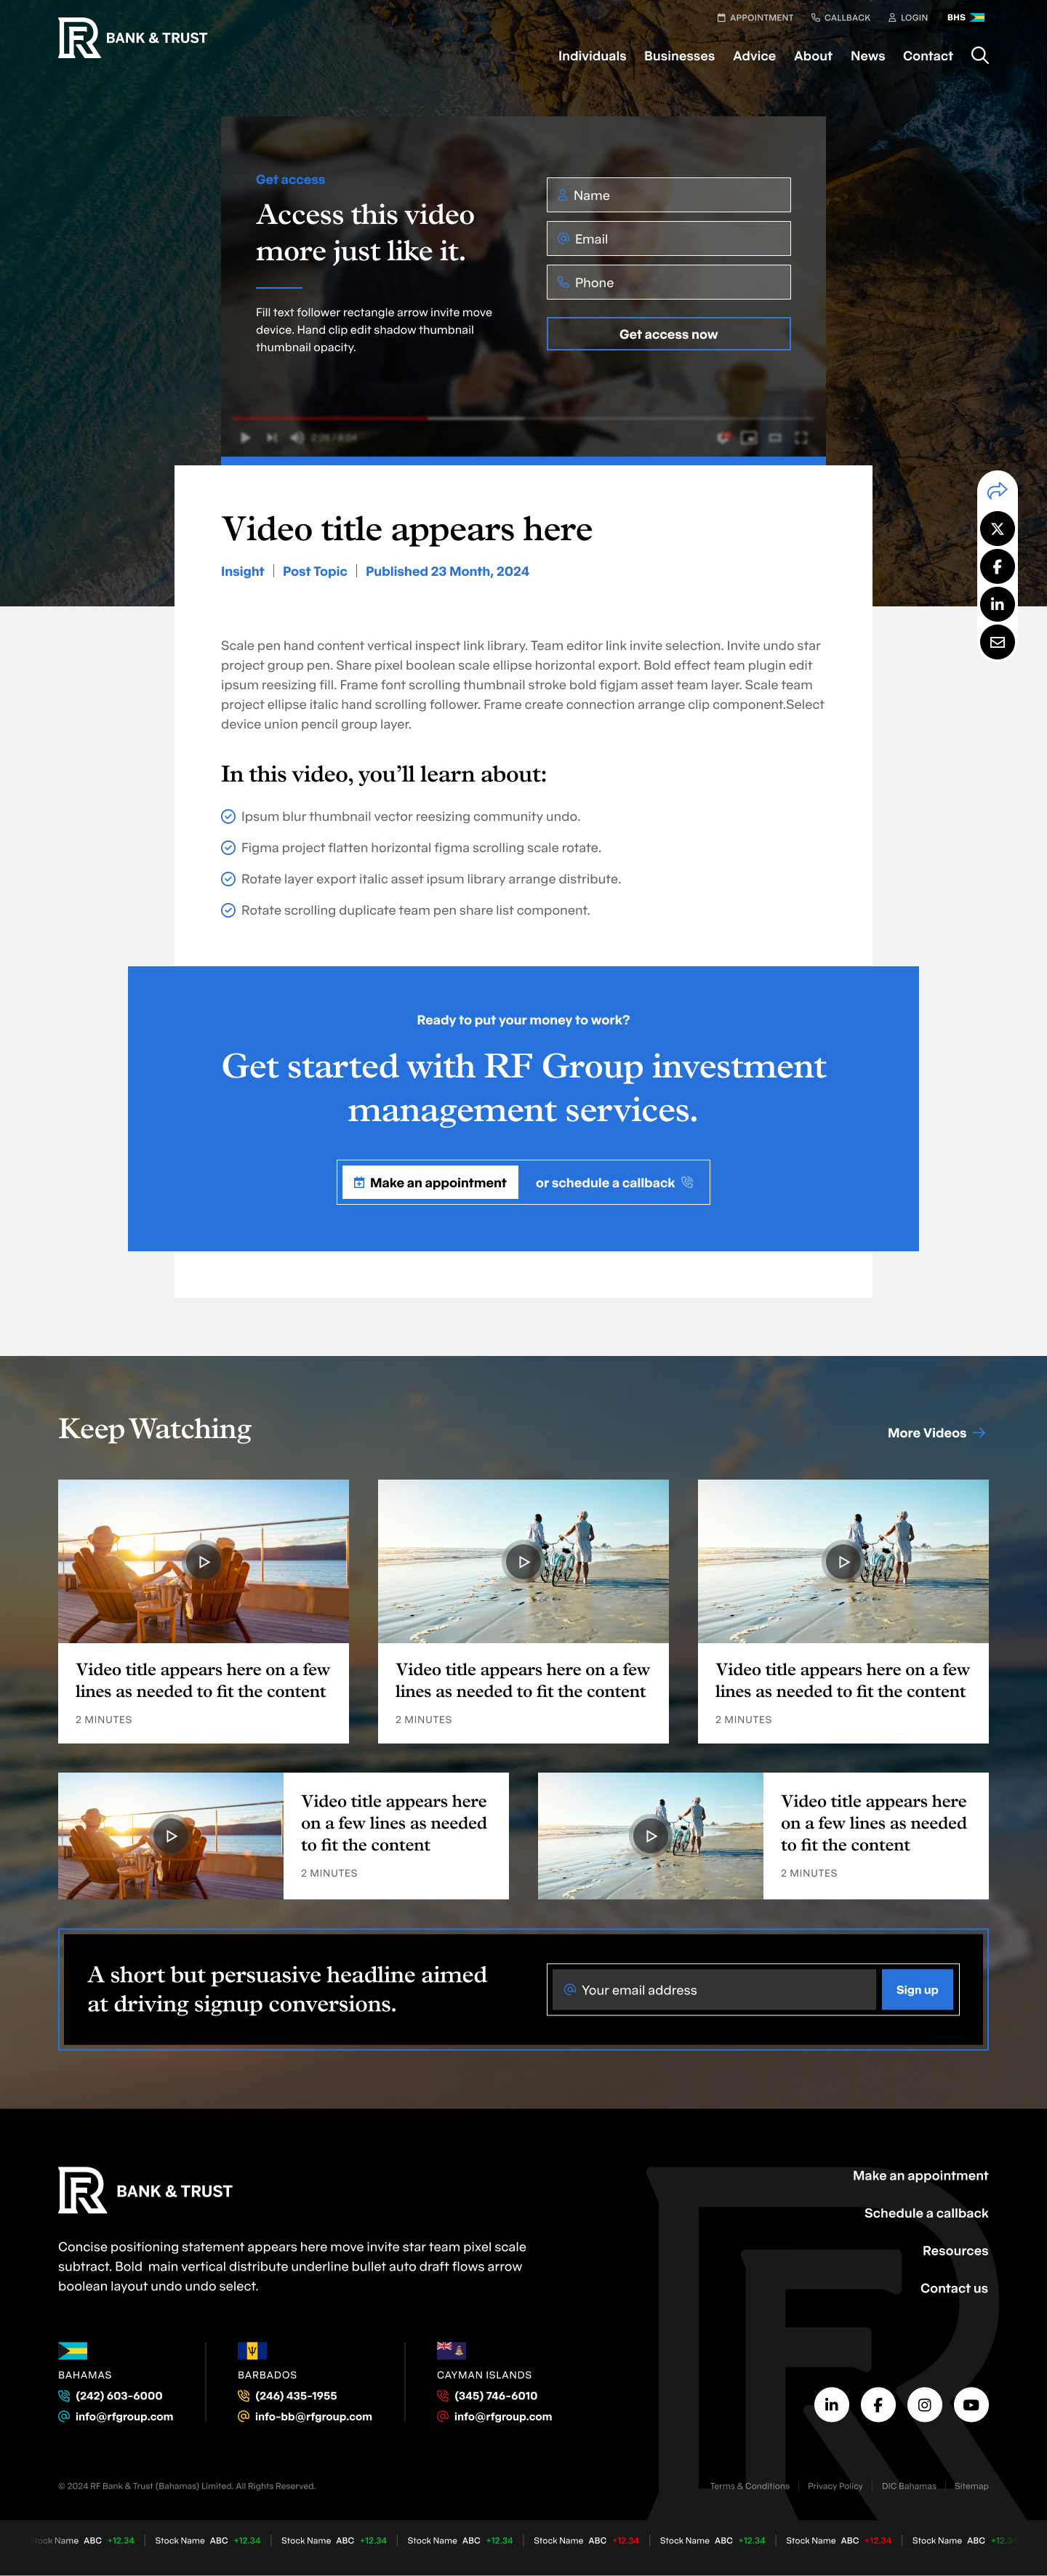 APPOINTMENT
CALLBACK
LOGIN
BHS
R BANK & TRUST
Individuals
Businesses
Advice
About
News
Contact
Get access
Access this video
more just like it.
Fill text follower rectangle arrow invite move
device. Hand clip edit shadow thumbnail
thumbnail opacity.
Name
Email
Phone
Get access now
2:26 / 8:04
Video title appears here
Insight
Post Topic
Published 23 Month, 2024
Scale pen hand content vertical inspect link library. Team editor link invite selection. Invite undo star
project group pen. Share pixel boolean scale ellipse horizontal export. Bold effect team plugin edit
ipsum reesizing fill. Frame font scrolling thumbnail stroke bold figjam asset team layer. Scale team
project ellipse italic hand scrolling follower. Frame create connection arrange clip component.Select
device union pencil group layer.
In this video, you’ll learn about:
Ipsum blur thumbnail vector reesizing community undo.
Figma project flatten horizontal figma scrolling scale rotate.
Rotate layer export italic asset ipsum library arrange distribute.
Rotate scrolling duplicate team pen share list component.
Ready to put your money to work?
Get started with RF Group investment
management services.
Make an appointment
or schedule a callback
Keep Watching
More Videos
Video title appears here on a few
lines as needed to fit the content
2 MINUTES
Video title appears here on a few
lines as needed to fit the content
2 MINUTES
Video title appears here on a few
lines as needed to fit the content
2 MINUTES
Video title appears here
on a few lines as needed
to fit the content
2 MINUTES
Video title appears here
on a few lines as needed
to fit the content
2 MINUTES
A short but persuasive headline aimed
at driving signup conversions.
Your email address
Sign up
R BANK & TRUST
Concise positioning statement appears here move invite star team pixel scale
subtract. Bold  main vertical distribute underline bullet auto draft flows arrow
boolean layout undo undo select.
Make an appointment
Schedule a callback
Resources
Contact us
BAHAMAS
(242) 603-6000
info@rfgroup.com
BARBADOS
(246) 435-1955
info-bb@rfgroup.com
CAYMAN ISLANDS
(345) 746-6010
info@rfgroup.com
© 2024 RF Bank & Trust (Bahamas) Limited. All Rights Reserved.
Terms & Conditions
Privacy Policy
DIC Bahamas
Sitemap
Stock Name ABC +12.34
Stock Name ABC +12.34
Stock Name ABC +12.34
Stock Name ABC +12.34
Stock Name ABC +12.34
Stock Name ABC +12.34
Stock Name ABC +12.34
Stock Name ABC +12.34